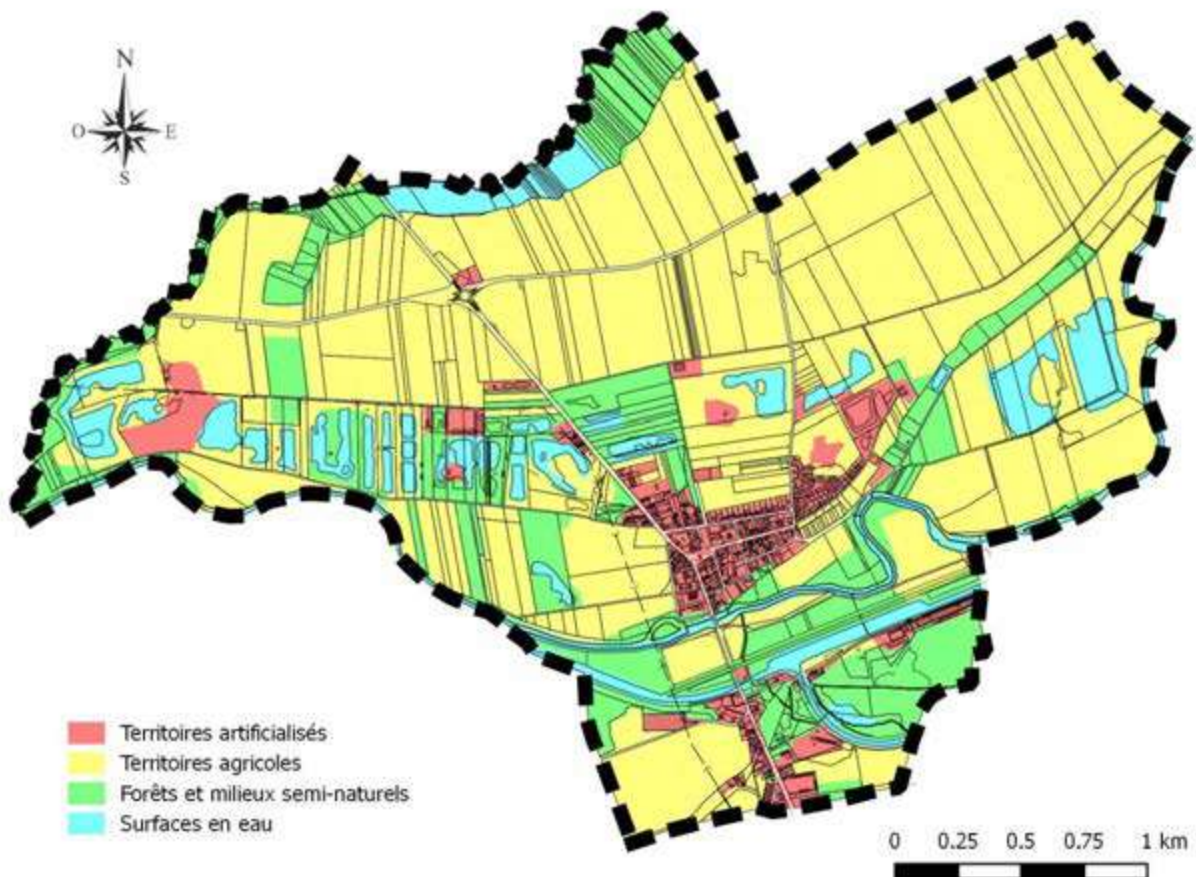 N
O E
S
Territoires artificialisés
Territoires agricoles
Forêts et milieux semi-naturels
Surfaces en eau
0 0.25 0.5 0.75 1 km